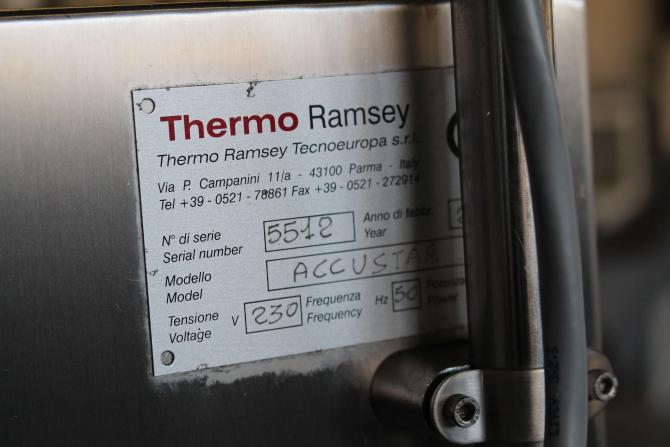 Thermo Ramsey
Thermo Ramsey Tecnoeuropa s.r.l.
Via P. Campanini 11/a - 43100 Parma - Italy
Tel +39 - 0521 - 78861 Fax +39 - 0521 - 272914
N° di serie 5512 Anno di fabbr.
Serial number Year
Modello ACCUSTAR
Model
Tensione V 230 Frequenza Hz 50 Potenza
Voltage Frequency Power